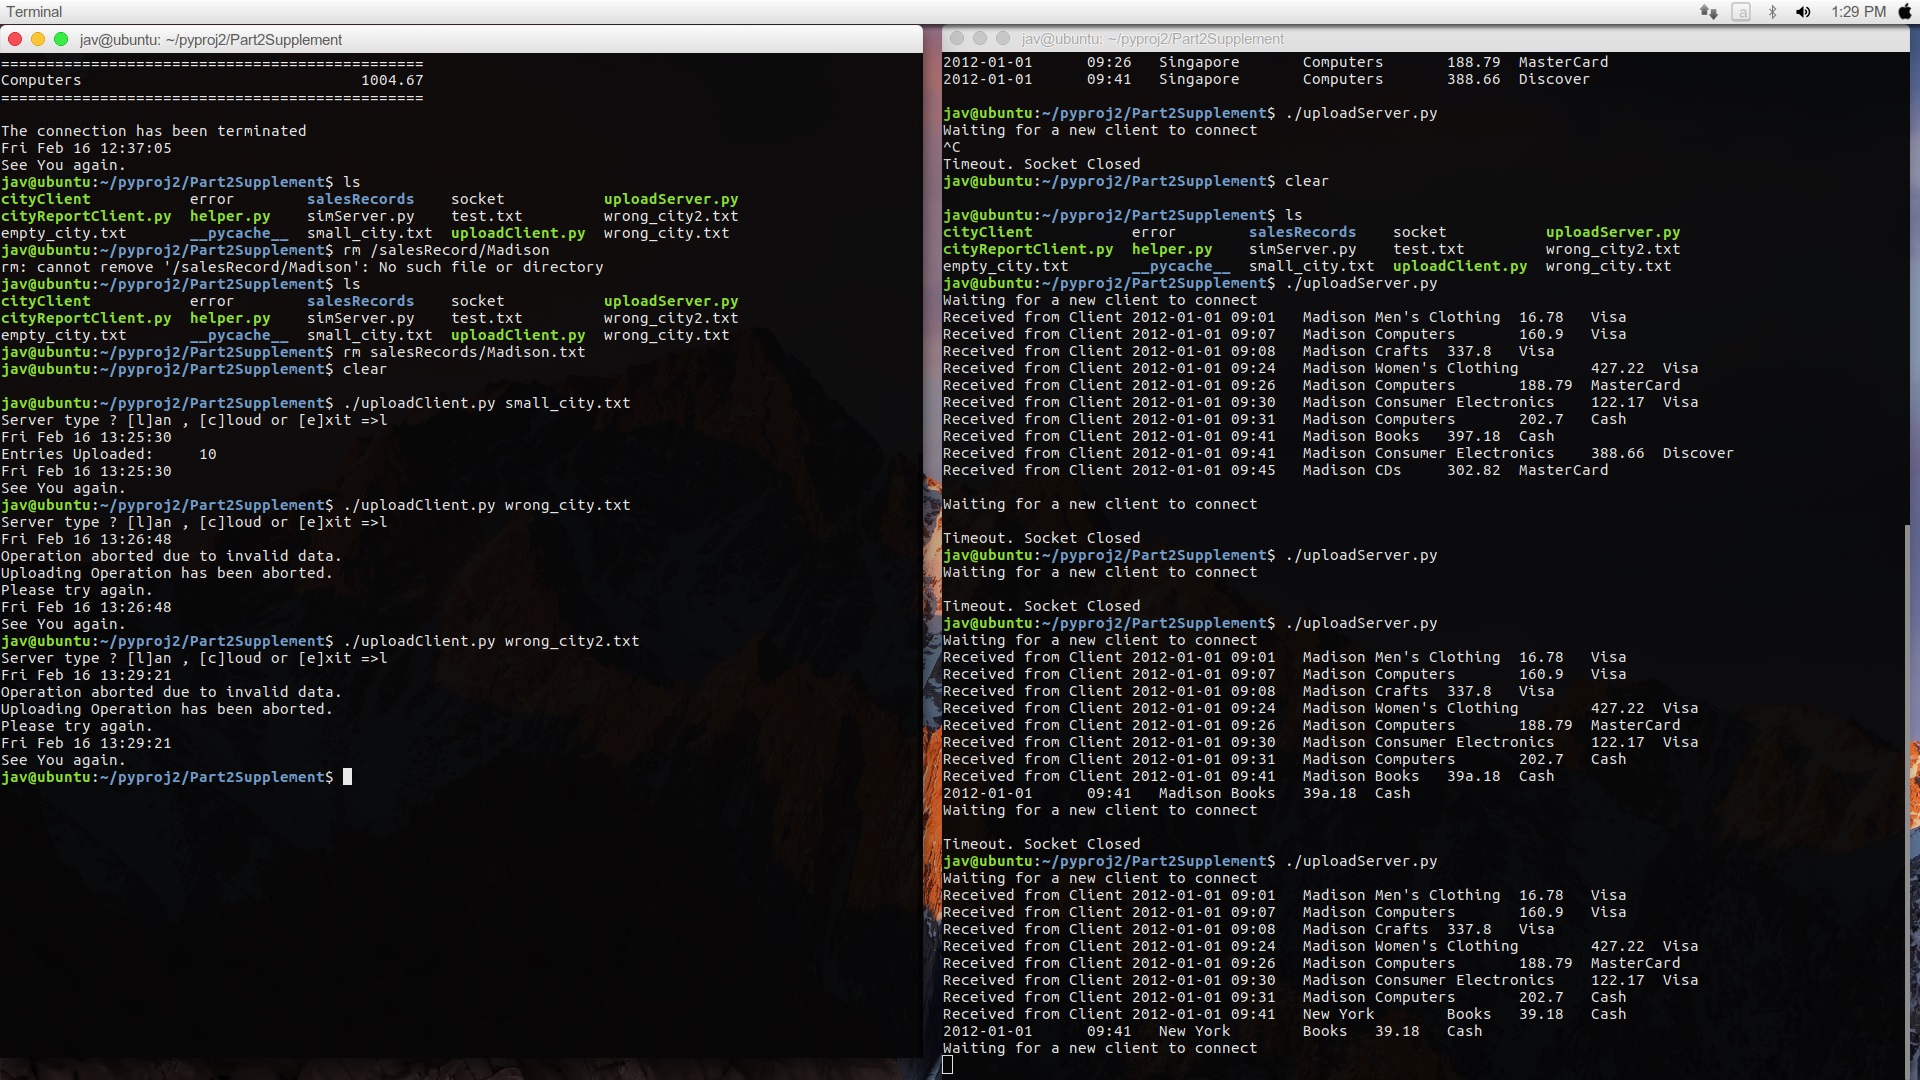 Terminal
a
1:29 PM
jav@ubuntu: ~/pyproj2/Part2Supplement
===============================================
Computers                               1004.67
===============================================
The connection has been terminated
Fri Feb 16 12:37:05
See You again.
jav@ubuntu:~/pyproj2/Part2Supplement$ ls
cityClient           error        salesRecords    socket           uploadServer.py
cityReportClient.py  helper.py    simServer.py    test.txt         wrong_city2.txt
empty_city.txt       __pycache__  small_city.txt  uploadClient.py  wrong_city.txt
jav@ubuntu:~/pyproj2/Part2Supplement$ rm /salesRecord/Madison
rm: cannot remove '/salesRecord/Madison': No such file or directory
jav@ubuntu:~/pyproj2/Part2Supplement$ ls
cityClient           error        salesRecords    socket           uploadServer.py
cityReportClient.py  helper.py    simServer.py    test.txt         wrong_city2.txt
empty_city.txt       __pycache__  small_city.txt  uploadClient.py  wrong_city.txt
jav@ubuntu:~/pyproj2/Part2Supplement$ rm salesRecords/Madison.txt
jav@ubuntu:~/pyproj2/Part2Supplement$ clear
jav@ubuntu:~/pyproj2/Part2Supplement$ ./uploadClient.py small_city.txt
Server type ? [l]an , [c]loud or [e]xit =>l
Fri Feb 16 13:25:30
Entries Uploaded:     10
Fri Feb 16 13:25:30
See You again.
jav@ubuntu:~/pyproj2/Part2Supplement$ ./uploadClient.py wrong_city.txt
Server type ? [l]an , [c]loud or [e]xit =>l
Fri Feb 16 13:26:48
Operation aborted due to invalid data.
Uploading Operation has been aborted.
Please try again.
Fri Feb 16 13:26:48
See You again.
jav@ubuntu:~/pyproj2/Part2Supplement$ ./uploadClient.py wrong_city2.txt
Server type ? [l]an , [c]loud or [e]xit =>l
Fri Feb 16 13:29:21
Operation aborted due to invalid data.
Uploading Operation has been aborted.
Please try again.
Fri Feb 16 13:29:21
See You again.
jav@ubuntu:~/pyproj2/Part2Supplement$
jav@ubuntu: ~/pyproj2/Part2Supplement
2012-01-01      09:26   Singapore       Computers       188.79  MasterCard
2012-01-01      09:41   Singapore       Computers       388.66  Discover
jav@ubuntu:~/pyproj2/Part2Supplement$ ./uploadServer.py
Waiting for a new client to connect
^C
Timeout. Socket Closed
jav@ubuntu:~/pyproj2/Part2Supplement$ clear
jav@ubuntu:~/pyproj2/Part2Supplement$ ls
cityClient           error        salesRecords    socket           uploadServer.py
cityReportClient.py  helper.py    simServer.py    test.txt         wrong_city2.txt
empty_city.txt       __pycache__  small_city.txt  uploadClient.py  wrong_city.txt
jav@ubuntu:~/pyproj2/Part2Supplement$ ./uploadServer.py
Waiting for a new client to connect
Received from Client 2012-01-01 09:01   Madison Men's Clothing  16.78   Visa
Received from Client 2012-01-01 09:07   Madison Computers       160.9   Visa
Received from Client 2012-01-01 09:08   Madison Crafts  337.8   Visa
Received from Client 2012-01-01 09:24   Madison Women's Clothing        427.22  Visa
Received from Client 2012-01-01 09:26   Madison Computers       188.79  MasterCard
Received from Client 2012-01-01 09:30   Madison Consumer Electronics    122.17  Visa
Received from Client 2012-01-01 09:31   Madison Computers       202.7   Cash
Received from Client 2012-01-01 09:41   Madison Books   397.18  Cash
Received from Client 2012-01-01 09:41   Madison Consumer Electronics    388.66  Discover
Received from Client 2012-01-01 09:45   Madison CDs     302.82  MasterCard
Waiting for a new client to connect
Timeout. Socket Closed
jav@ubuntu:~/pyproj2/Part2Supplement$ ./uploadServer.py
Waiting for a new client to connect
Timeout. Socket Closed
jav@ubuntu:~/pyproj2/Part2Supplement$ ./uploadServer.py
Waiting for a new client to connect
Received from Client 2012-01-01 09:01   Madison Men's Clothing  16.78   Visa
Received from Client 2012-01-01 09:07   Madison Computers       160.9   Visa
Received from Client 2012-01-01 09:08   Madison Crafts  337.8   Visa
Received from Client 2012-01-01 09:24   Madison Women's Clothing        427.22  Visa
Received from Client 2012-01-01 09:26   Madison Computers       188.79  MasterCard
Received from Client 2012-01-01 09:30   Madison Consumer Electronics    122.17  Visa
Received from Client 2012-01-01 09:31   Madison Computers       202.7   Cash
Received from Client 2012-01-01 09:41   Madison Books   39a.18  Cash
2012-01-01      09:41   Madison Books   39a.18  Cash
Waiting for a new client to connect
Timeout. Socket Closed
jav@ubuntu:~/pyproj2/Part2Supplement$ ./uploadServer.py
Waiting for a new client to connect
Received from Client 2012-01-01 09:01   Madison Men's Clothing  16.78   Visa
Received from Client 2012-01-01 09:07   Madison Computers       160.9   Visa
Received from Client 2012-01-01 09:08   Madison Crafts  337.8   Visa
Received from Client 2012-01-01 09:24   Madison Women's Clothing        427.22  Visa
Received from Client 2012-01-01 09:26   Madison Computers       188.79  MasterCard
Received from Client 2012-01-01 09:30   Madison Consumer Electronics    122.17  Visa
Received from Client 2012-01-01 09:31   Madison Computers       202.7   Cash
Received from Client 2012-01-01 09:41   New York        Books   39.18   Cash
2012-01-01      09:41   New York        Books   39.18   Cash
Waiting for a new client to connect